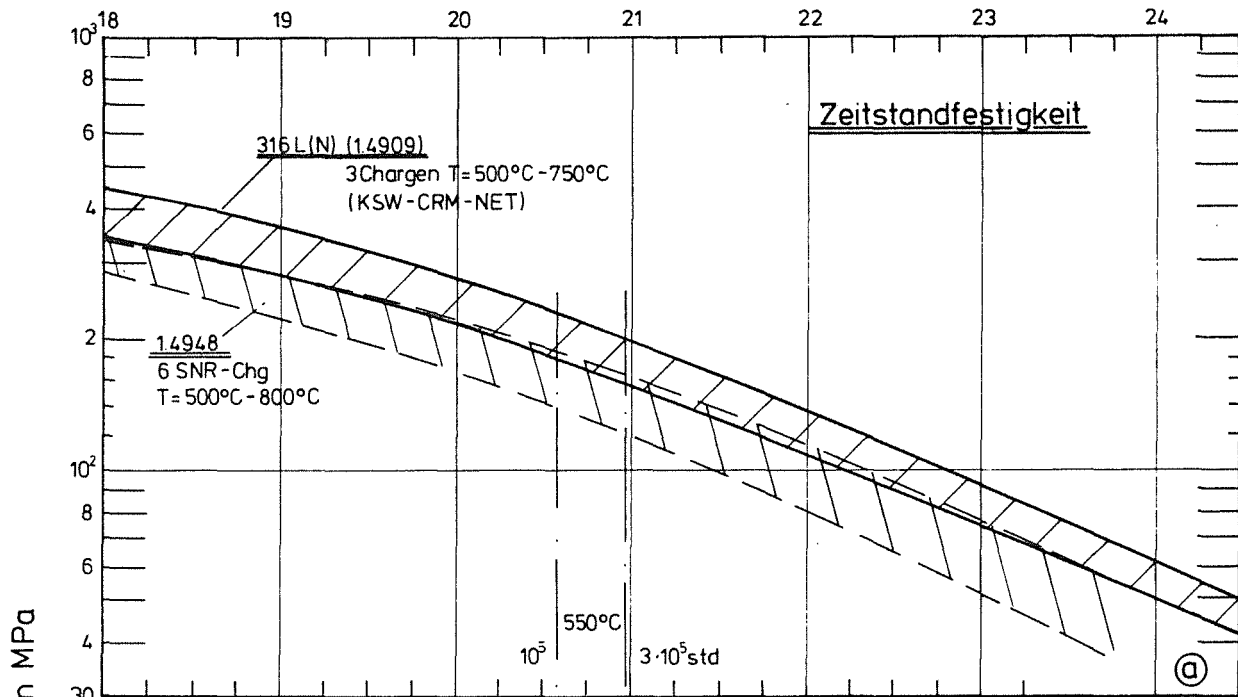 18 19 20 21 22 23 24
10³
8
6
4
2
10²
8
6
4
30
n MPa
Zeitstandfestigkeit
316 L(N) (1.4909)
3 Chargen T=500°C-750°C
(KSW-CRM-NET)
1.4948
6 SNR-Chg
T=500°C-800°C
550°C
10⁵
3·10⁵ std
a